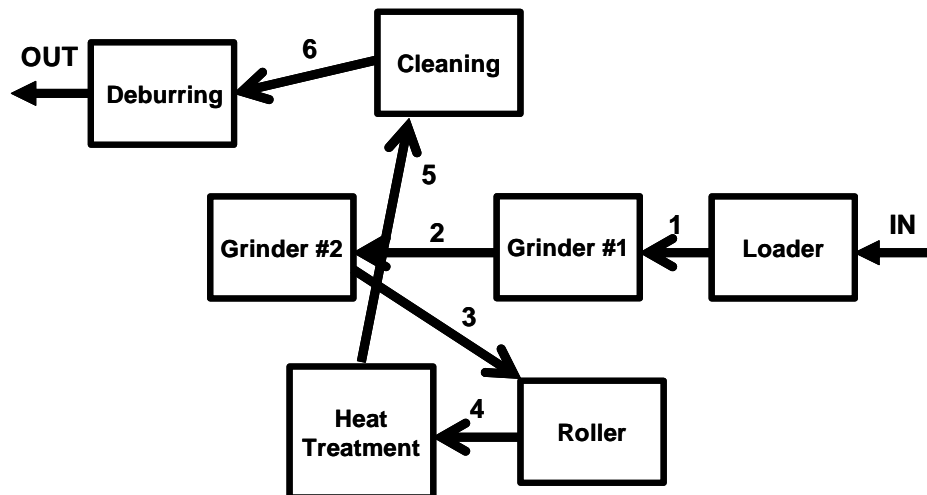 OUT
6
Cleaning
Deburring
5
Grinder #2
2
Grinder #1
1
Loader
IN
3
Heat
Treatment
4
Roller